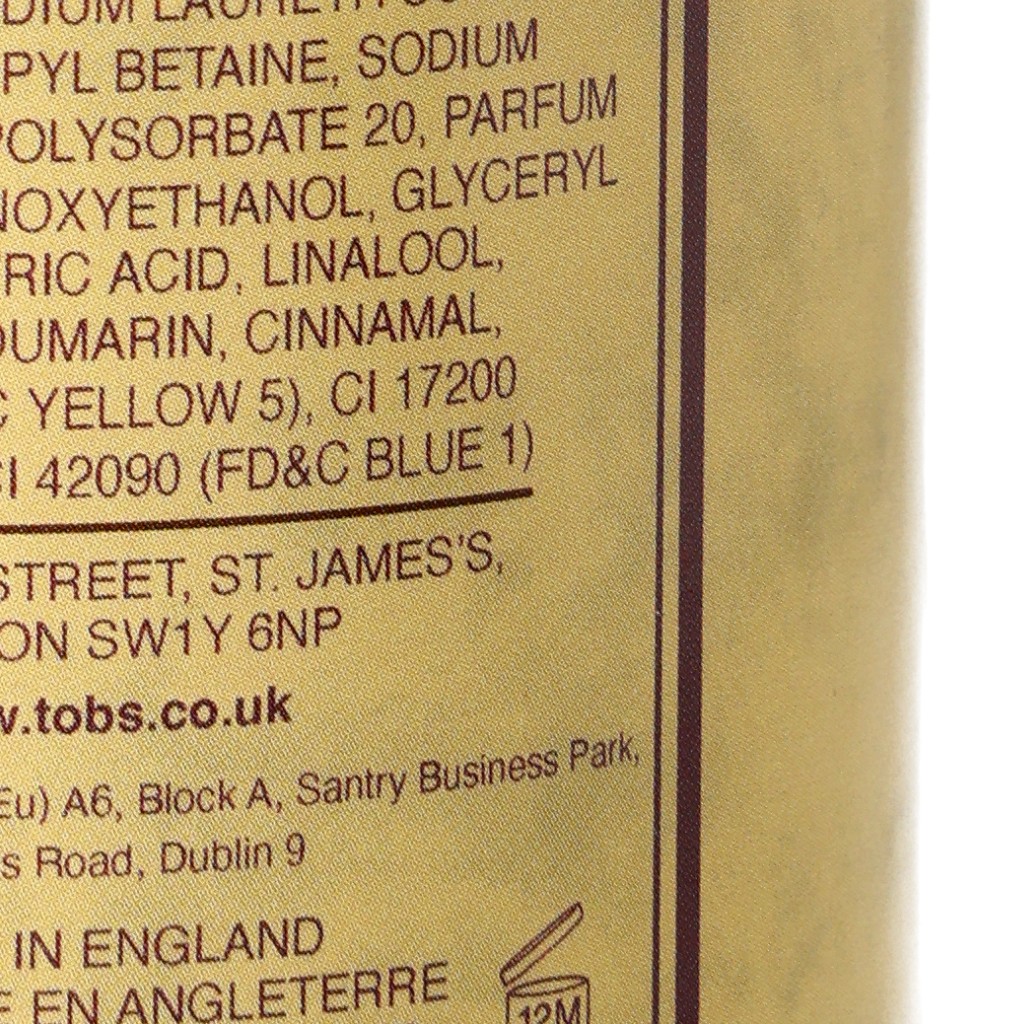 PYL BETAINE, SODIUM
POLYSORBATE 20, PARFUM
NOXYETHANOL, GLYCERYL
RIC ACID, LINALOOL,
OUMARIN, CINNAMAL,
C YELLOW 5), CI 17200
CI 42090 (FD&C BLUE 1)
STREET, ST. JAMES'S,
ON SW1Y 6NP
w.tobs.co.uk
Eu) A6, Block A, Santry Business Park,
s Road, Dublin 9
IN ENGLAND
E EN ANGLETERRE
12M